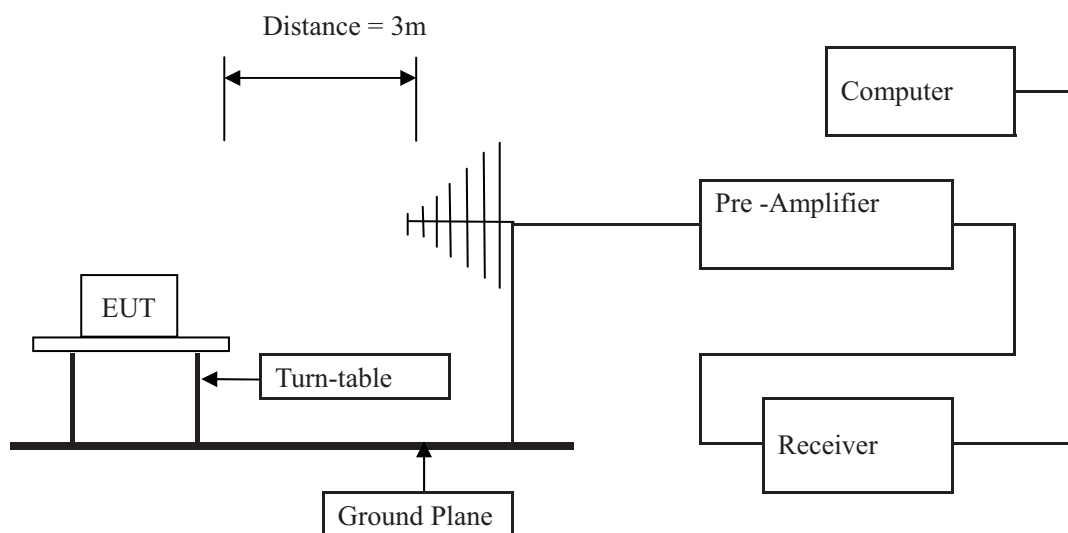 Distance = 3m
Computer
Pre -Amplifier
EUT
Turn-table
Receiver
Ground Plane